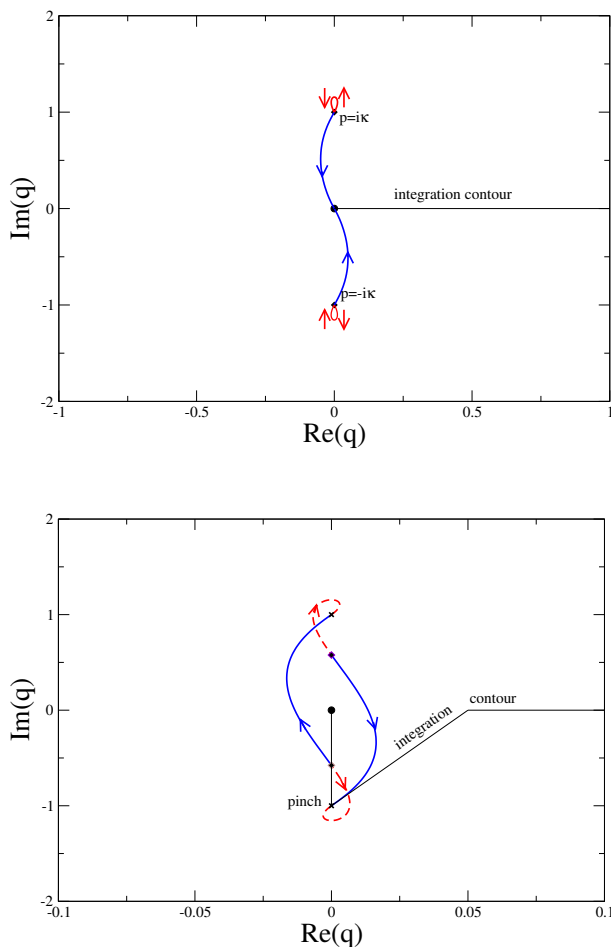 2
1
p=iκ
integration contour
0
Im(q)
p=-iκ
-1
-2
-1
-0.5
0
0.5
1
Re(q)
2
1
contour
0
integration
Im(q)
pinch
-1
-2
-0.1
-0.05
0
0.05
0.1
Re(q)